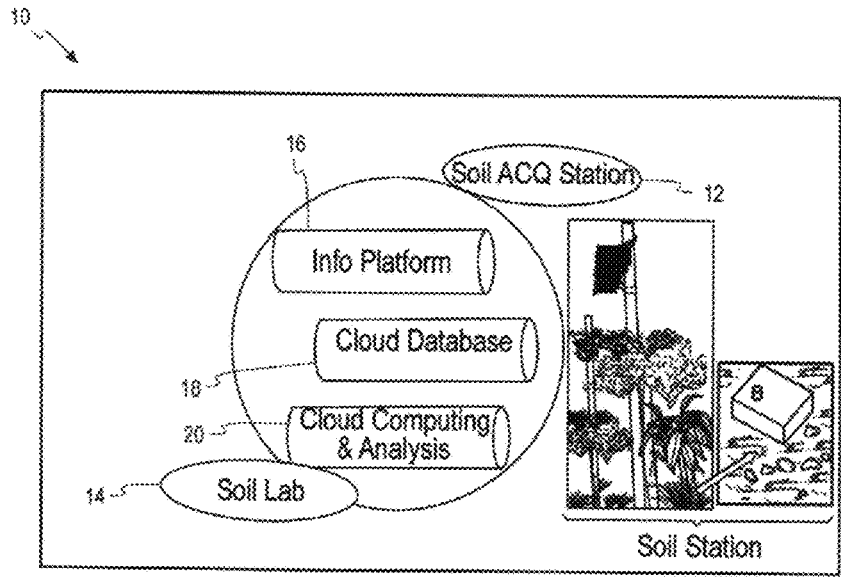 10
16
Soil ACQ Station
12
Info Platform
Cloud Database
18
20
Cloud Computing
& Analysis
14
Soil Lab
8
Soil Station